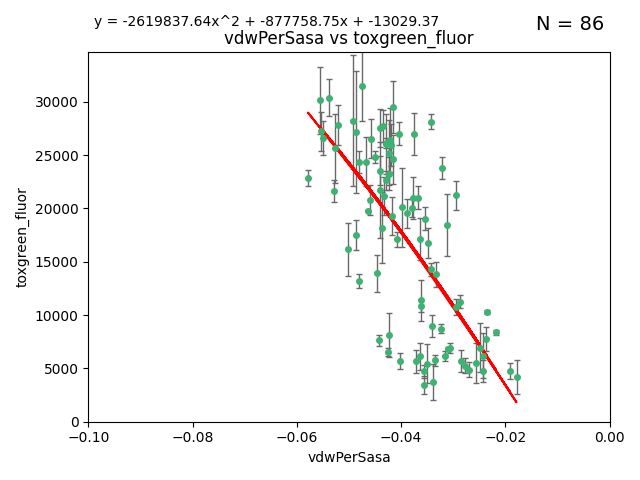 y = -2619837.64x^2 + -877758.75x + -13029.37
N = 86
vdwPerSasa vs toxgreen_fluor
toxgreen_fluor
30000
25000
20000
15000
10000
5000
0
−0.10
−0.08
−0.06
−0.04
−0.02
0.00
vdwPerSasa